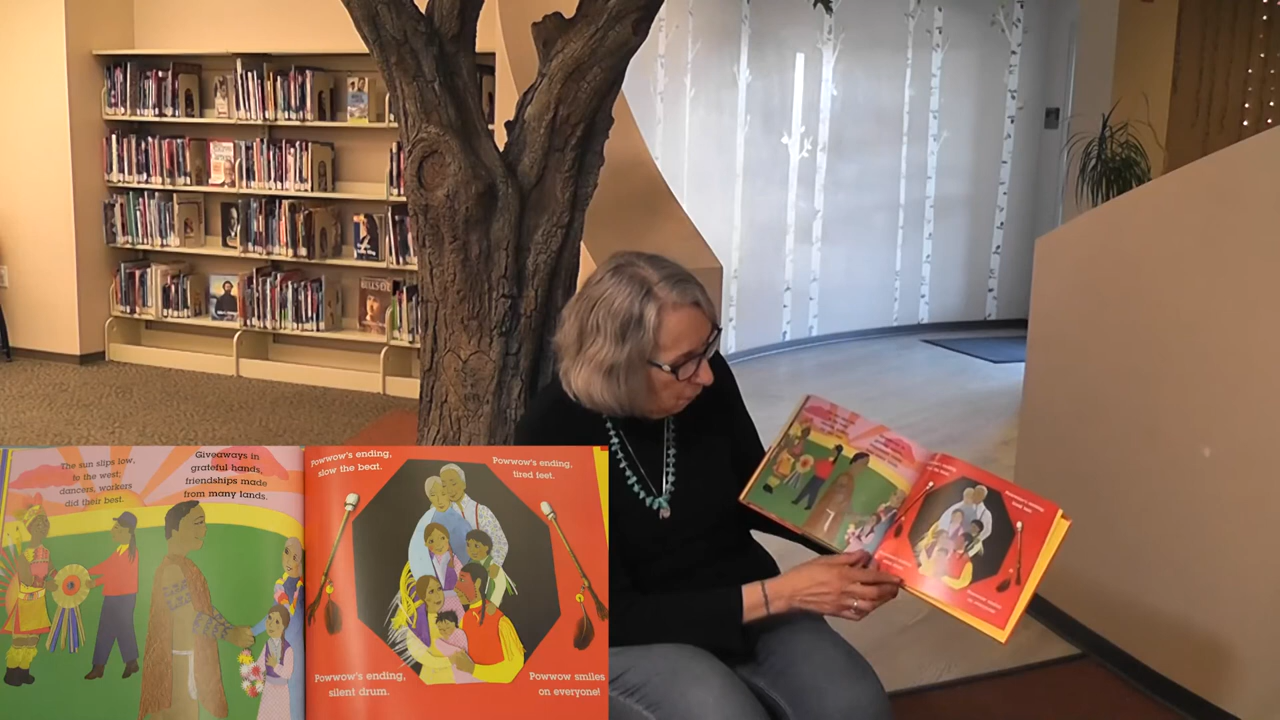 The sun slips low,
to the west;
dancers, workers
did their best.
Giveaways in
grateful hands,
friendships made
from many lands.
Powwow's ending,
slow the beat.
Powwow's ending,
tired feet.
Powwow's ending,
silent drum.
Powwow smiles
on everyone!